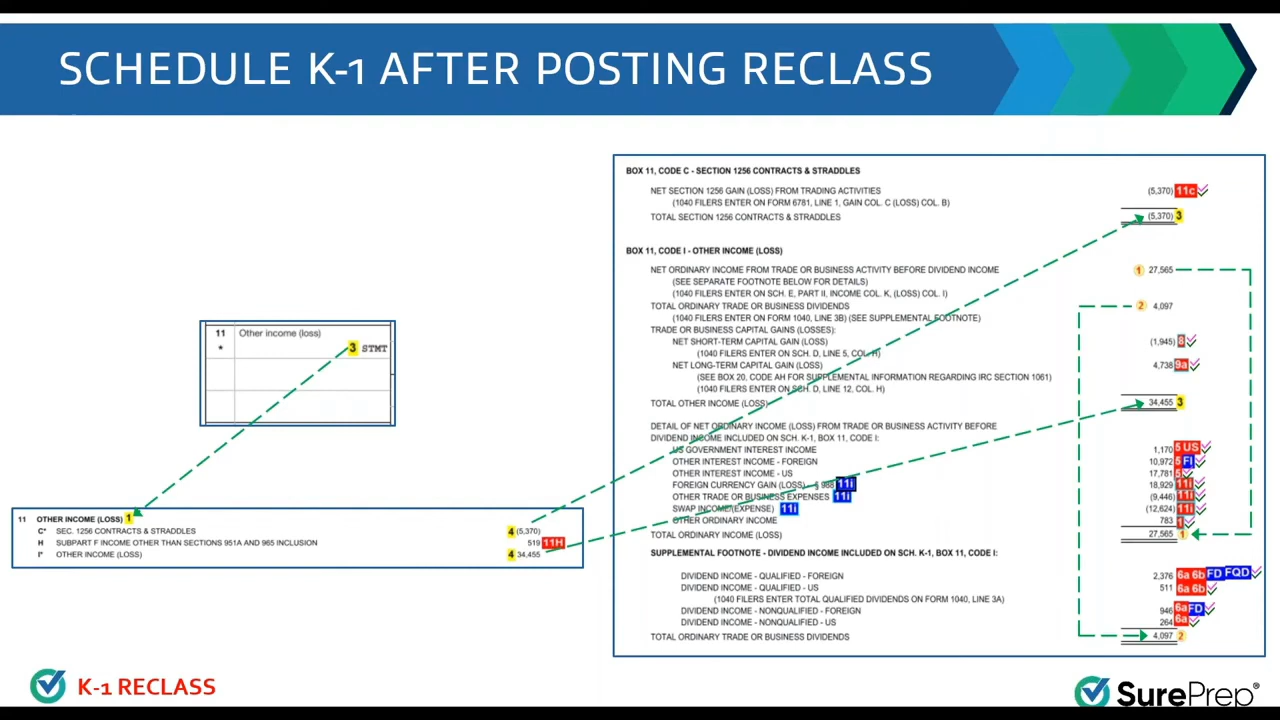 SCHEDULE K-1 AFTER POSTING RECLASS
11 Other income (loss)
* 3 STMT
11 OTHER INCOME (LOSS) 1
C* SEC. 1256 CONTRACTS & STRADDLES 4 (5,370)
H SUBPART F INCOME OTHER THAN SECTIONS 951A AND 965 INCLUSION 519 11H
I* OTHER INCOME (LOSS) 4 34,455
BOX 11, CODE C - SECTION 1256 CONTRACTS & STRADDLES
NET SECTION 1256 GAIN (LOSS) FROM TRADING ACTIVITIES (5,370) 11c
(1040 FILERS ENTER ON FORM 6781, LINE 1, GAIN COL. C (LOSS) COL. B)
TOTAL SECTION 1256 CONTRACTS & STRADDLES (5,370) 3
BOX 11, CODE I - OTHER INCOME (LOSS)
NET ORDINARY INCOME FROM TRADE OR BUSINESS ACTIVITY BEFORE DIVIDEND INCOME 1 27,565
(SEE SEPARATE FOOTNOTE BELOW FOR DETAILS)
(1040 FILERS ENTER ON SCH. E, PART II, INCOME COL. K, (LOSS) COL. I)
TOTAL ORDINARY TRADE OR BUSINESS DIVIDENDS 2 4,097
(1040 FILERS ENTER ON FORM 1040, LINE 3B) (SEE SUPPLEMENTAL FOOTNOTE)
TRADE OR BUSINESS CAPITAL GAINS (LOSSES):
NET SHORT-TERM CAPITAL GAIN (LOSS) (1,945) 8
(1040 FILERS ENTER ON SCH. D, LINE 5, COL. H)
NET LONG-TERM CAPITAL GAIN (LOSS) 4,738 9a
(SEE BOX 20, CODE AH FOR SUPPLEMENTAL INFORMATION REGARDING IRC SECTION 1061)
(1040 FILERS ENTER ON SCH. D, LINE 12, COL. H)
TOTAL OTHER INCOME (LOSS) 34,455 3
DETAIL OF NET ORDINARY INCOME (LOSS) FROM TRADE OR BUSINESS ACTIVITY BEFORE
DIVIDEND INCOME INCLUDED ON SCH. K-1, BOX 11, CODE I:
US GOVERNMENT INTEREST INCOME 1,170 5 US
OTHER INTEREST INCOME - FOREIGN 10,972 5 FI
OTHER INTEREST INCOME - US 17,781 5
FOREIGN CURRENCY GAIN (LOSS) - § 988 11i 18,929 11i
OTHER TRADE OR BUSINESS EXPENSES 11i (9,446) 11i
SWAP INCOME/(EXPENSE) 11i (12,624) 11i
OTHER ORDINARY INCOME 783 1
TOTAL ORDINARY INCOME (LOSS) 27,565 1
SUPPLEMENTAL FOOTNOTE - DIVIDEND INCOME INCLUDED ON SCH. K-1, BOX 11, CODE I:
DIVIDEND INCOME - QUALIFIED - FOREIGN 2,376 6a 6b FD FQD
DIVIDEND INCOME - QUALIFIED - US 511 6a 6b
(1040 FILERS ENTER TOTAL QUALIFIED DIVIDENDS ON FORM 1040, LINE 3A)
DIVIDEND INCOME - NONQUALIFIED - FOREIGN 946 6a FD
DIVIDEND INCOME - NONQUALIFIED - US 264 6a
TOTAL ORDINARY TRADE OR BUSINESS DIVIDENDS 4,097 2
K-1 RECLASS
SurePrep®